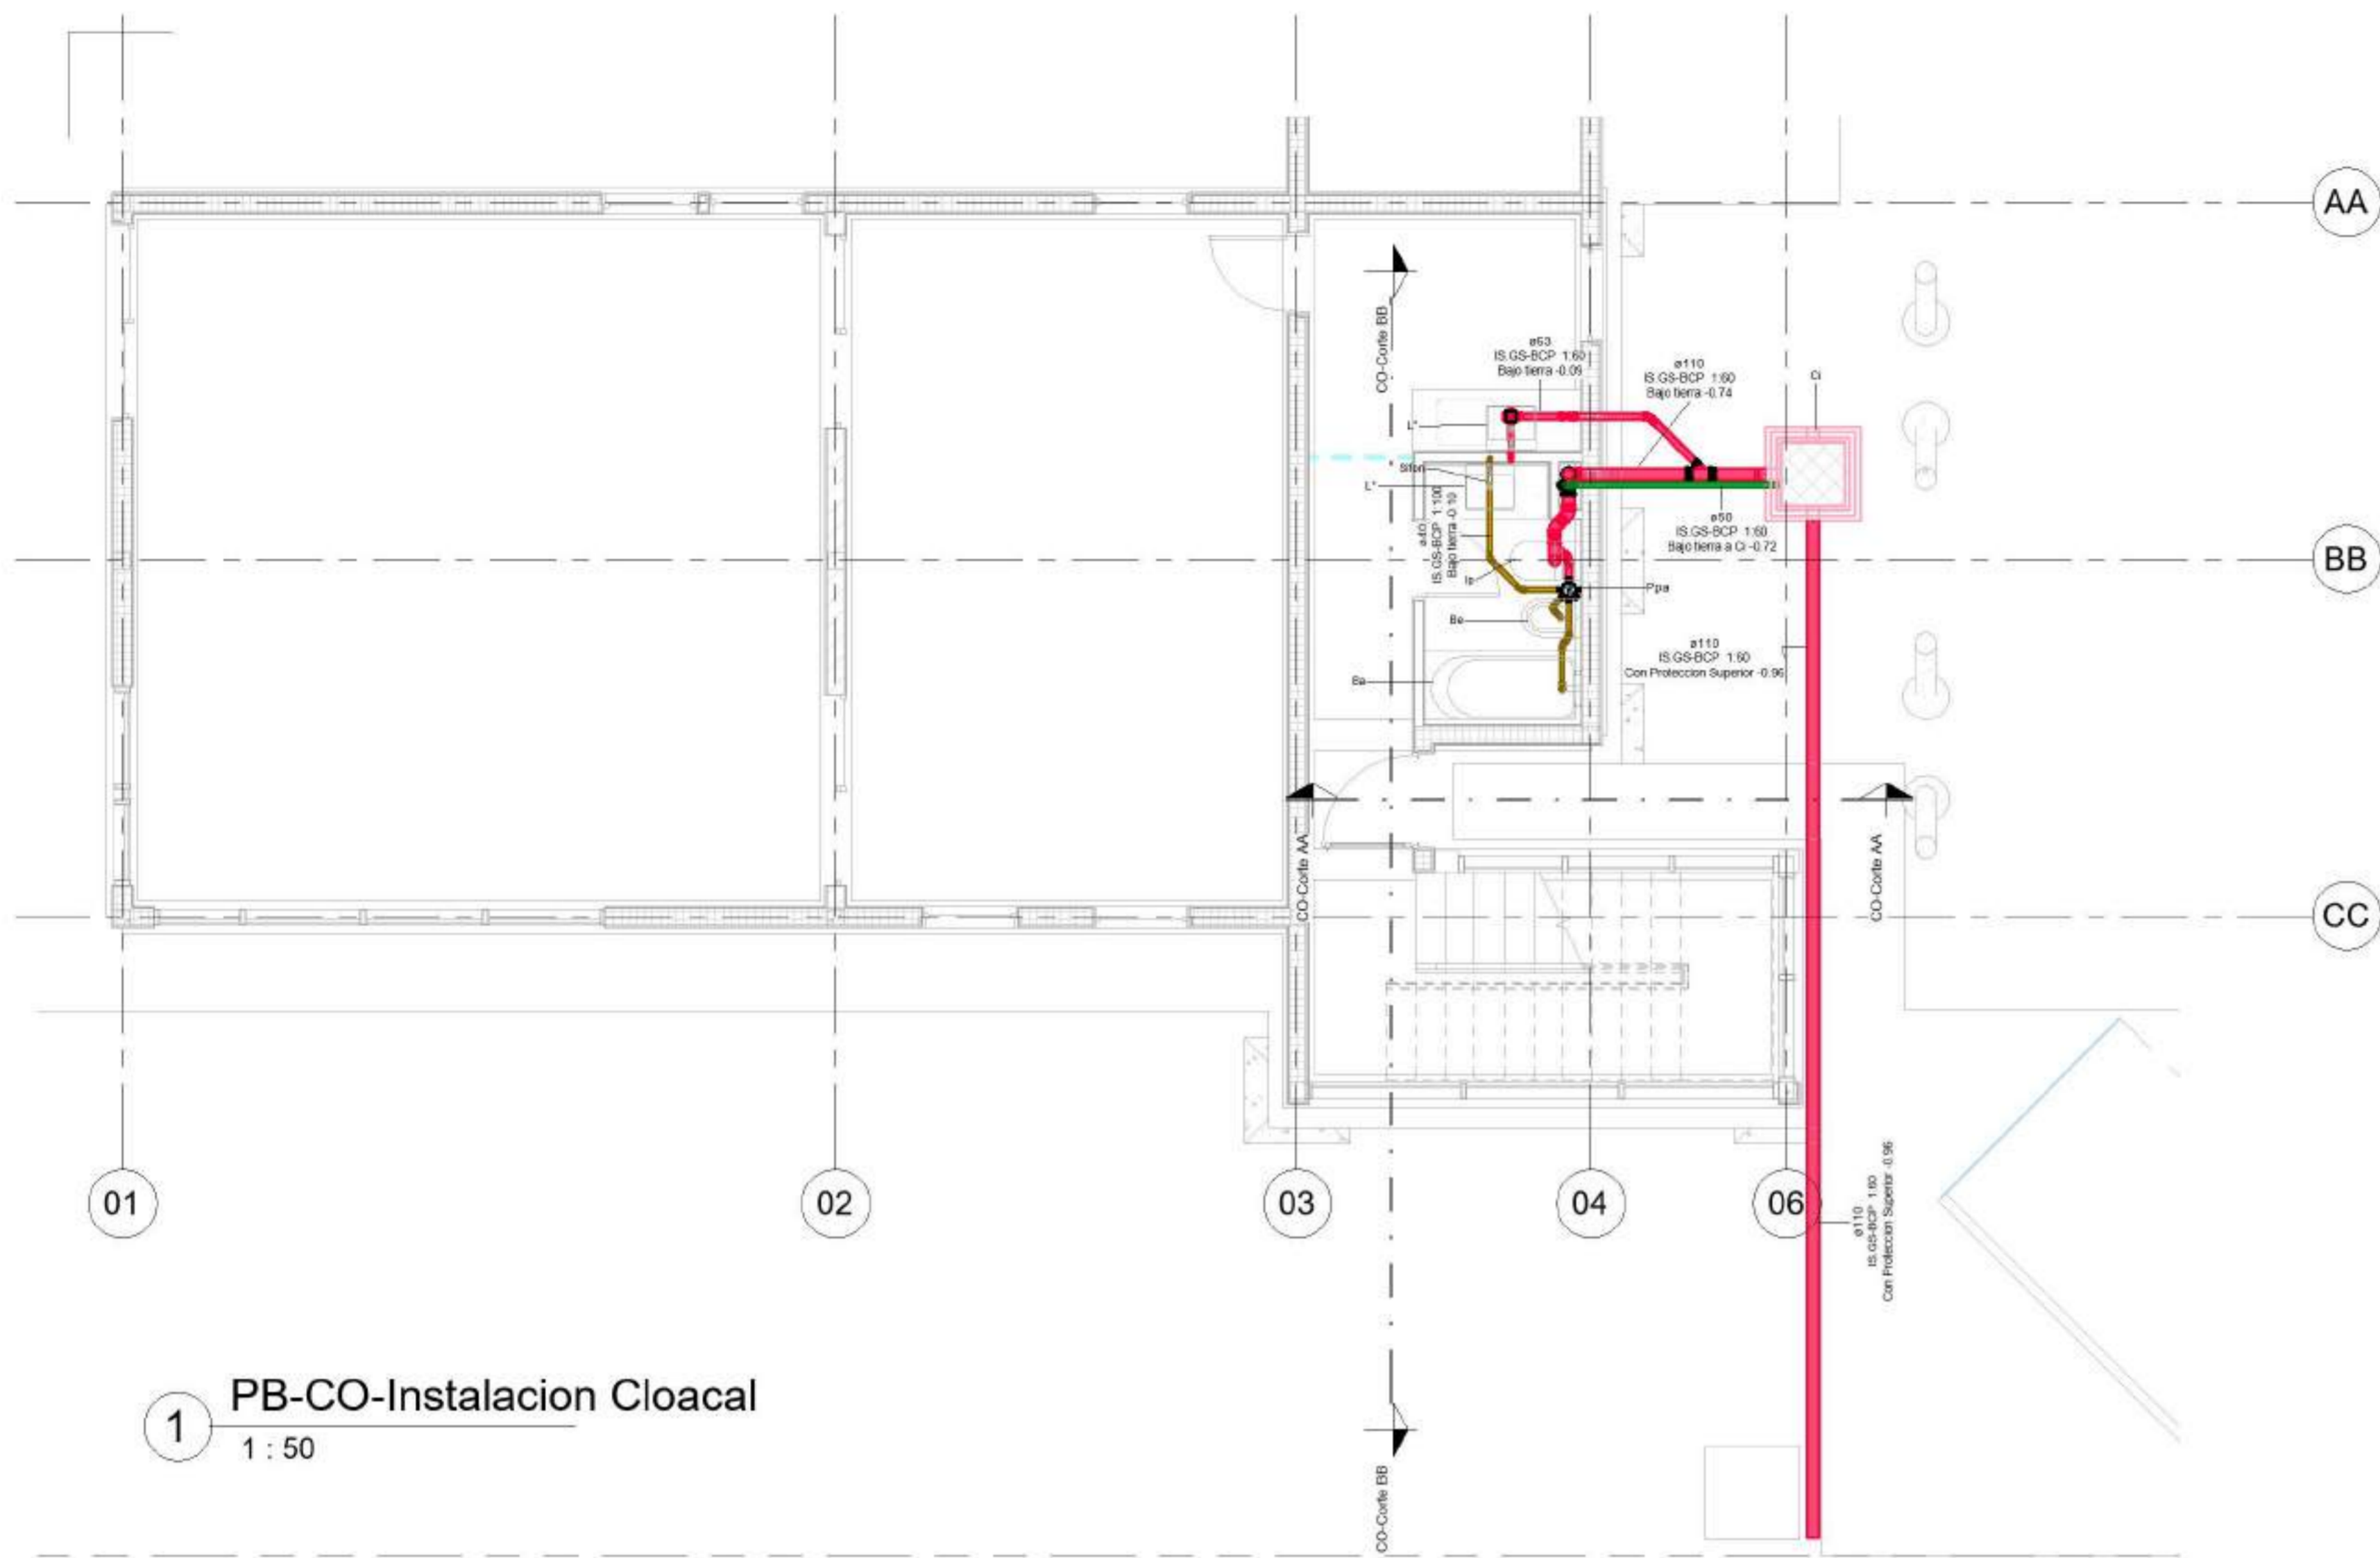 AA
CO-Corte BB
ø63
IS.GS-BCP 1:60
Bajo tierra -0.09
ø110
IS.GS-BCP 1:60
Bajo tierra -0.74
Ci
L°
Sifon
L°
ø40
IS.GS-BCP 1:100
Bajo tierra -0.10
ø50
IS.GS-BCP 1:60
Bajo tierra a Ci -0.72
BB
Ip
Ppa
Be
ø110
IS.GS-BCP 1:60
Con Proteccion Superior -0.96
Ba
CO-Corte AA
CO-Corte AA
CC
01
02
03
04
06
ø110
IS.GS-BCP 1:60
Con Proteccion Superior -0.96
1
PB-CO-Instalacion Cloacal
1 : 50
CO-Corte BB